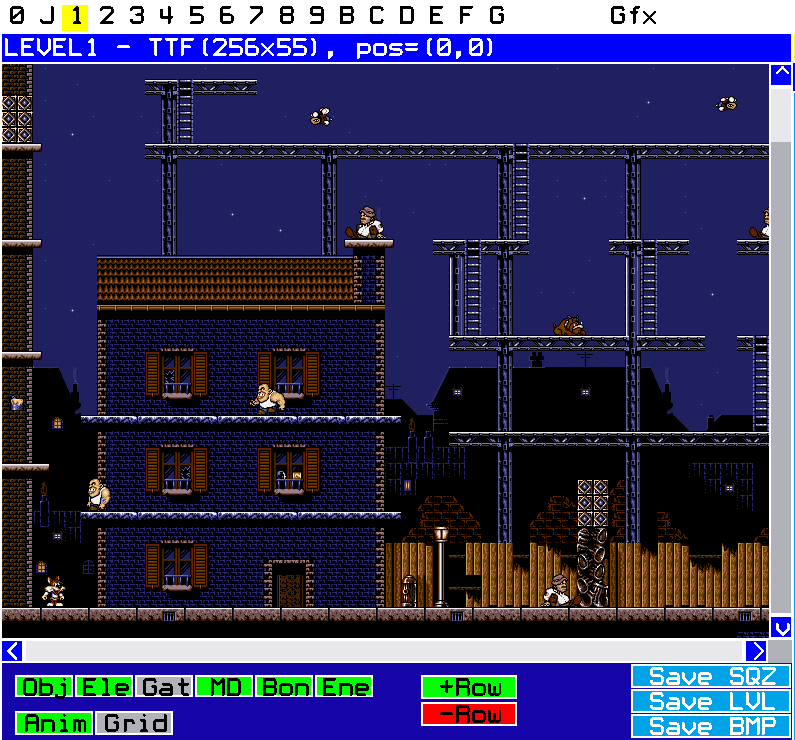 0 J 1 2 3 4 5 6 7 8 9 B C D E F G Gfx
LEVEL1 - TTF(256x55), pos=(0,0)
Obj Ele Gat MD Bon Ene +Row Save SQZ
Anim Grid -Row Save LVL
Save BMP